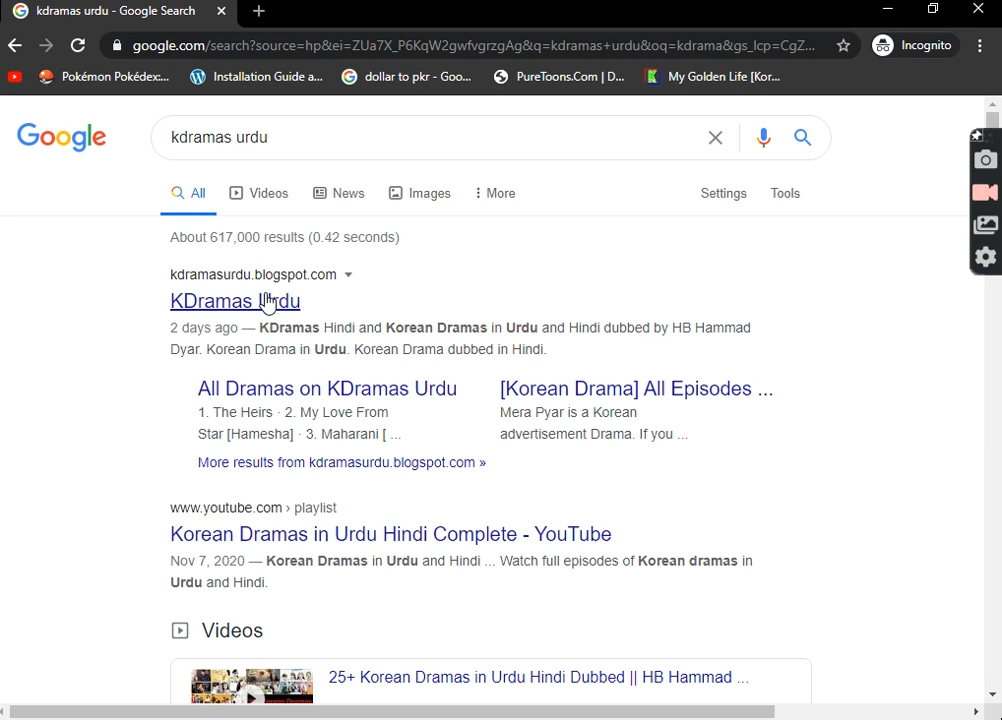 kdramas urdu - Google Search
google.com/search?source=hp&ei=ZUa7X_P6KqW2gwfvgrzgAg&q=kdramas+urdu&oq=kdrama&gs_lcp=CgZ...
Incognito
Pokémon Pokédex:... Installation Guide a... dollar to pkr - Goo... PureToons.Com | D... My Golden Life [Kor...
Google
kdramas urdu
All Videos News Images More Settings Tools
About 617,000 results (0.42 seconds)
kdramasurdu.blogspot.com
KDramas Urdu
2 days ago — KDramas Hindi and Korean Dramas in Urdu and Hindi dubbed by HB Hammad
Dyar. Korean Drama in Urdu. Korean Drama dubbed in Hindi.
All Dramas on KDramas Urdu
1. The Heirs · 2. My Love From
Star [Hamesha] · 3. Maharani [ ...
[Korean Drama] All Episodes ...
Mera Pyar is a Korean
advertisement Drama. If you ...
More results from kdramasurdu.blogspot.com »
www.youtube.com › playlist
Korean Dramas in Urdu Hindi Complete - YouTube
Nov 7, 2020 — Korean Dramas in Urdu and Hindi ... Watch full episodes of Korean dramas in
Urdu and Hindi.
Videos
25+ Korean Dramas in Urdu Hindi Dubbed || HB Hammad ...